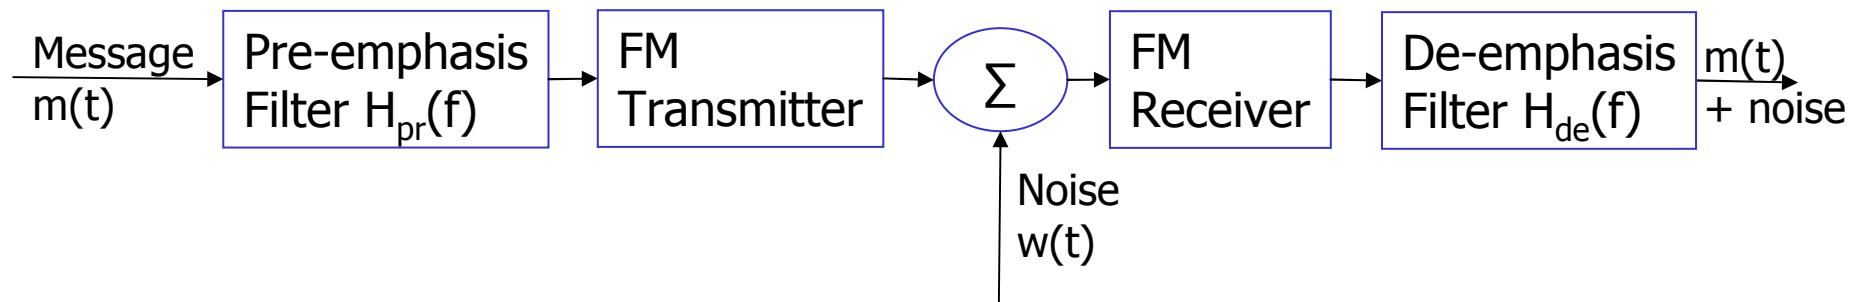 Message
m(t)
Pre-emphasis
Filter Hpr(f)
FM
Transmitter
∑
Noise
w(t)
FM
Receiver
De-emphasis
Filter Hde(f)
m(t)
+ noise